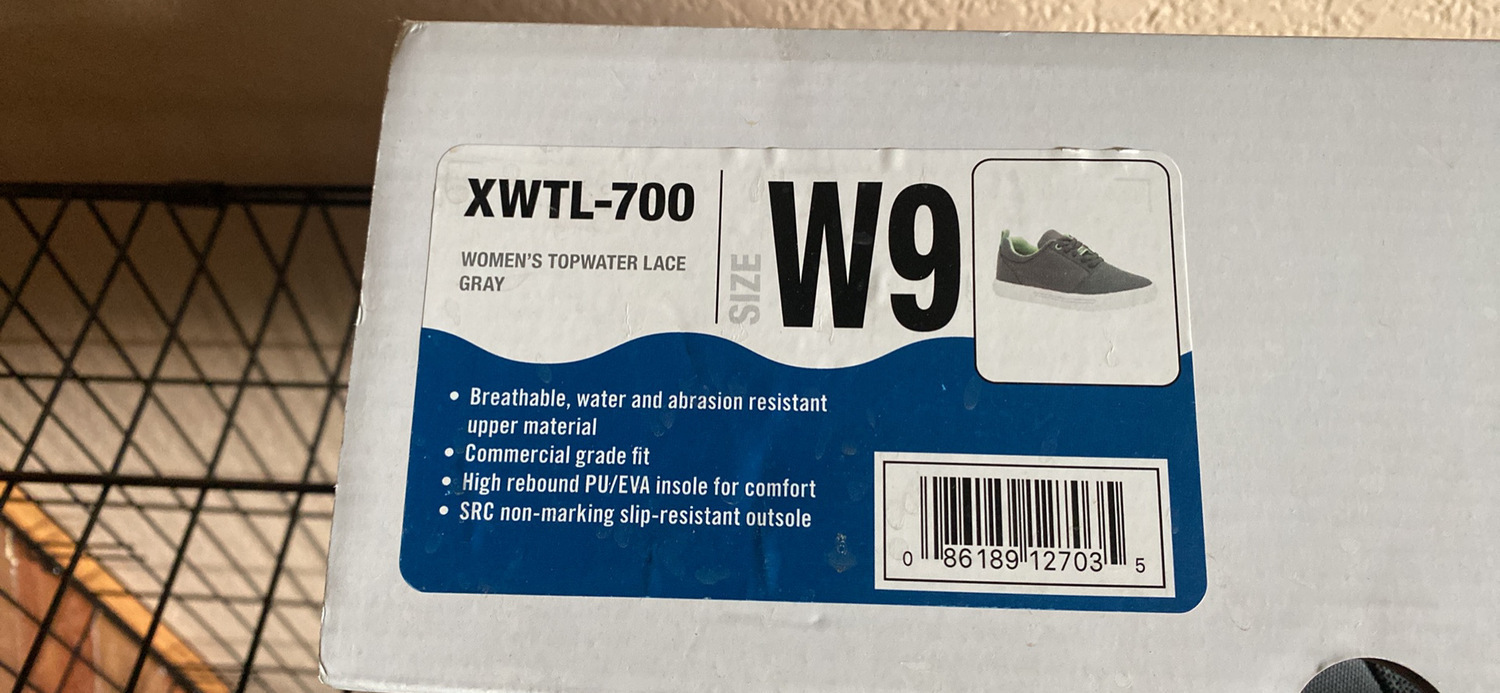 XWTL-700
WOMEN'S TOPWATER LACE
GRAY
SIZE
W9
• Breathable, water and abrasion resistant
upper material
• Commercial grade fit
• High rebound PU/EVA insole for comfort
• SRC non-marking slip-resistant outsole
0 86189 12703 5